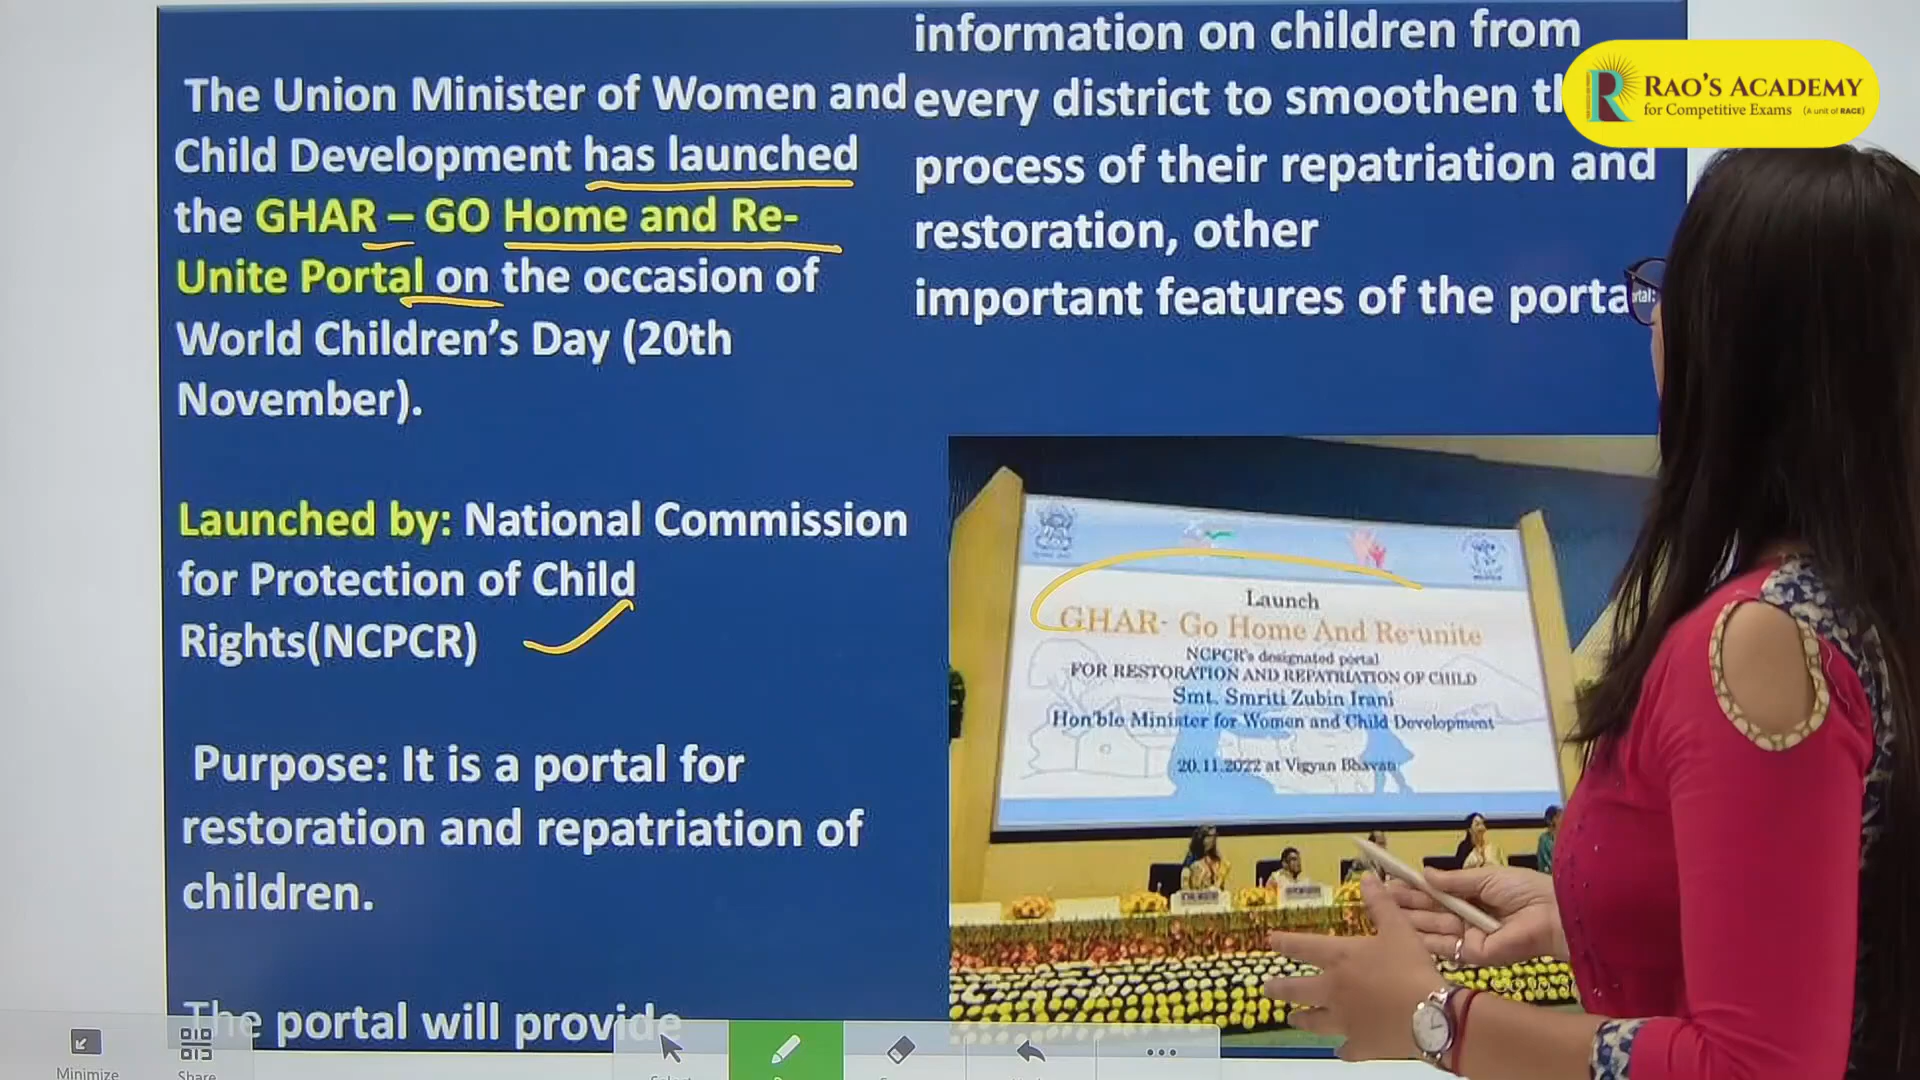 The Union Minister of Women and
Child Development has launched
the GHAR – GO Home and Re-
Unite Portal on the occasion of
World Children's Day (20th
November).
Launched by: National Commission
for Protection of Child
Rights(NCPCR)
Purpose: It is a portal for
restoration and repatriation of
children.
The portal will provide
information on children from
every district to smoothen
process of their repatriation and
restoration, other
important features of the
Launch
GHAR- Go Home And Re-unite
NCPCR's designated portal
FOR RESTORATION AND REPATRIATION OF CHILD
Smt. Smriti Zubin Irani
Hon'ble Minister for Women and Child Development
20.11.2022 at Vigyan Bhavan
RAO'S ACADEMY
for Competitive Exams (A unit of RACE)
Minimize
Share